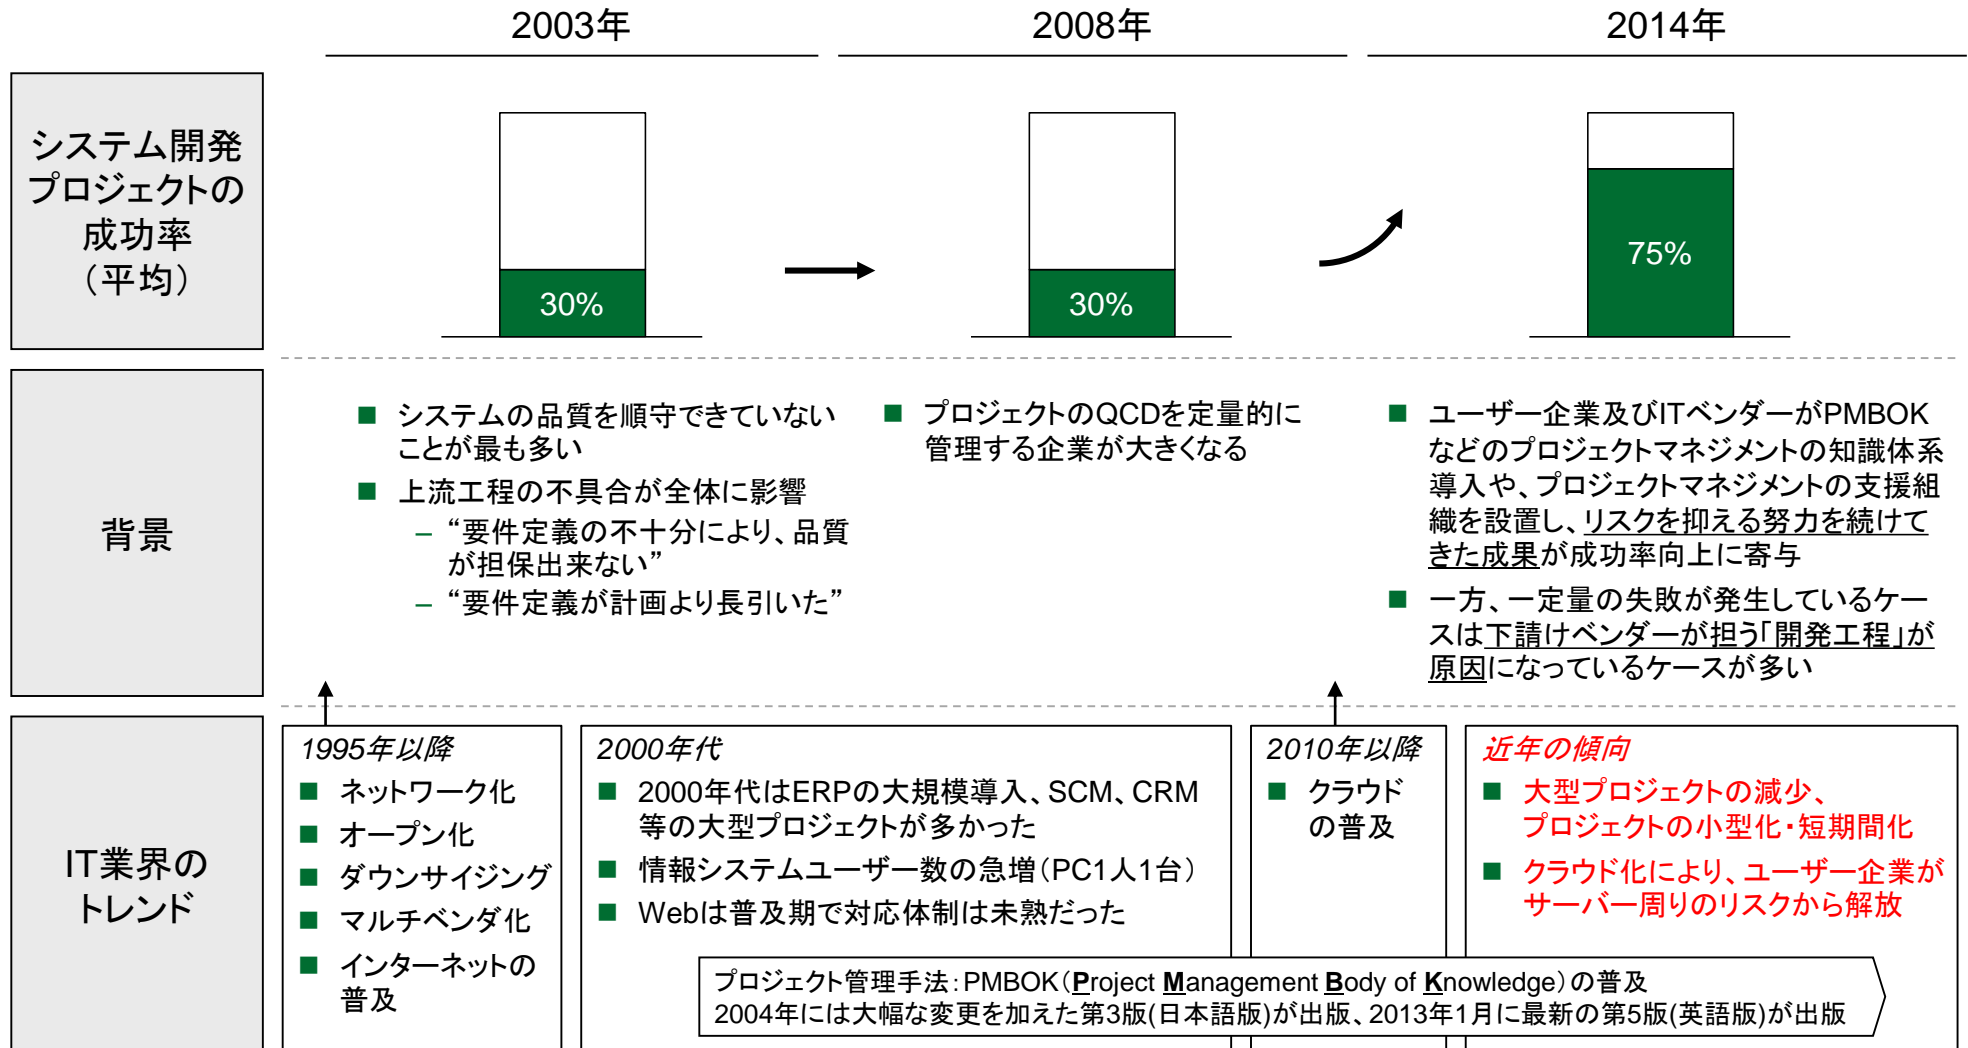 2003年
2008年
2014年
システム開発
プロジェクトの
成功率
（平均）
30%
30%
75%
背景
■ システムの品質を順守できていない
ことが最も多い
■ 上流工程の不具合が全体に影響
– “要件定義の不十分により、品質
が担保出来ない”
– “要件定義が計画より長引いた”
■ プロジェクトのQCDを定量的に
管理する企業が大きくなる
■ ユーザー企業及びITベンダーがPMBOK
などのプロジェクトマネジメントの知識体系
導入や、プロジェクトマネジメントの支援組
織を設置し、リスクを抑える努力を続けて
きた成果が成功率向上に寄与
■ 一方、一定量の失敗が発生しているケー
スは下請けベンダーが担う「開発工程」が
原因になっているケースが多い
IT業界の
トレンド
1995年以降
■ ネットワーク化
■ オープン化
■ ダウンサイジング
■ マルチベンダ化
■ インターネットの
普及
2000年代
■ 2000年代はERPの大規模導入、SCM、CRM
等の大型プロジェクトが多かった
■ 情報システムユーザー数の急増（PC1人1台）
■ Webは普及期で対応体制は未熟だった
2010年以降
■ クラウド
の普及
近年の傾向
■ 大型プロジェクトの減少、
プロジェクトの小型化・短期間化
■ クラウド化により、ユーザー企業が
サーバー周りのリスクから解放
プロジェクト管理手法：PMBOK（Project Management Body of Knowledge）の普及
2004年には大幅な変更を加えた第3版(日本語版)が出版、2013年1月に最新の第5版(英語版)が出版